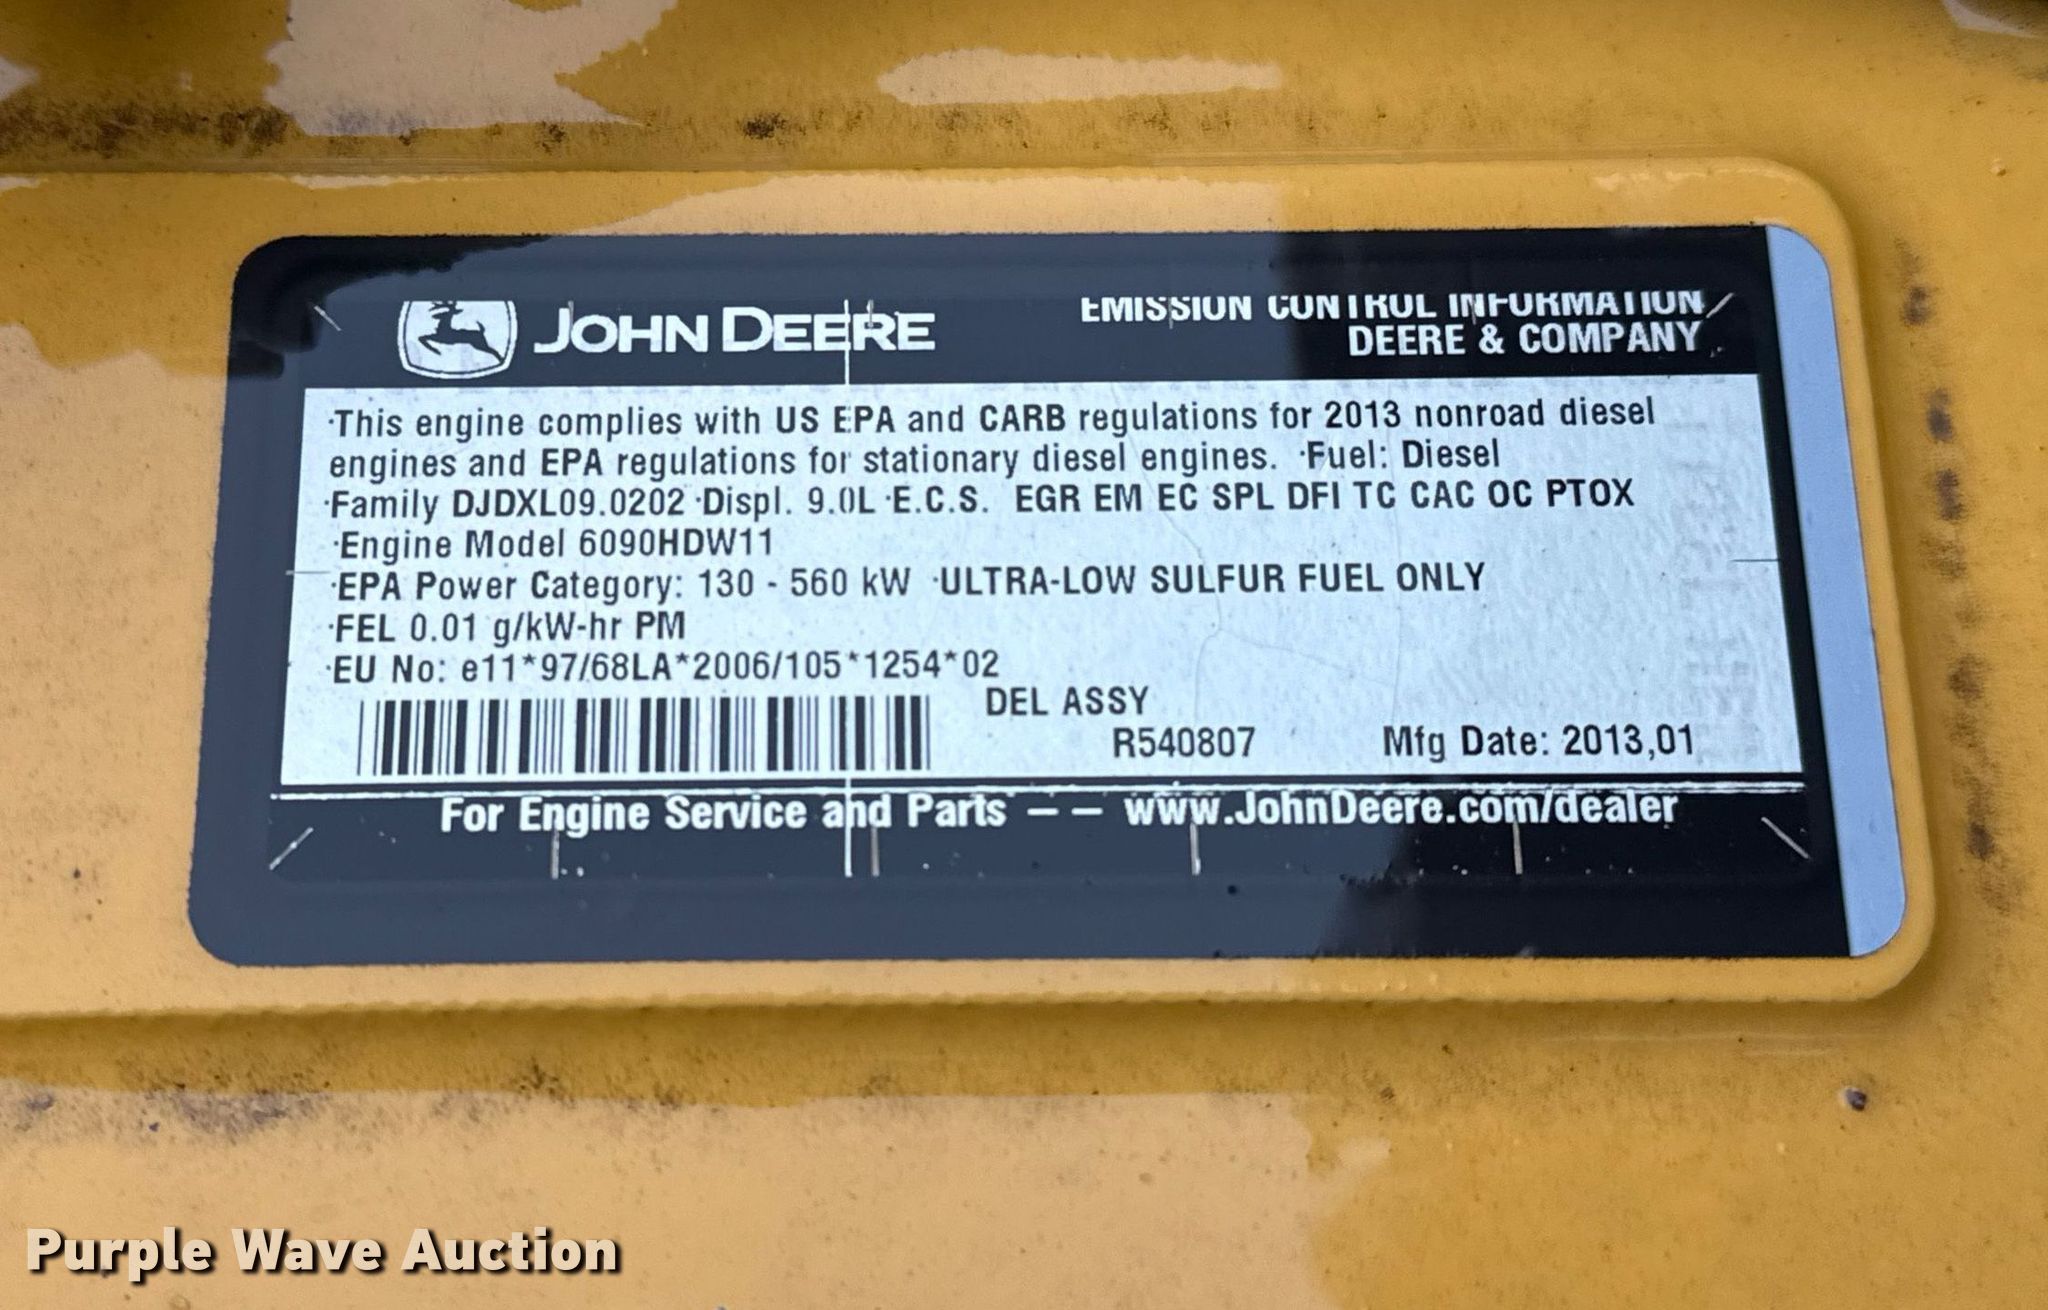 JOHN DEERE
EMISSION CONTROL INFORMATION
DEERE & COMPANY
·This engine complies with US EPA and CARB regulations for 2013 nonroad diesel
engines and EPA regulations for stationary diesel engines. ·Fuel: Diesel
·Family DJDXL09.0202 ·Displ. 9.0L ·E.C.S. EGR EM EC SPL DFI TC CAC OC PTOX
·Engine Model 6090HDW11
·EPA Power Category: 130 - 560 kW ·ULTRA-LOW SULFUR FUEL ONLY
·FEL 0.01 g/kW-hr PM
·EU No: e11*97/68LA*2006/105*1254*02
DEL ASSY
R540807 Mfg Date: 2013,01
For Engine Service and Parts – – www.JohnDeere.com/dealer
Purple Wave Auction